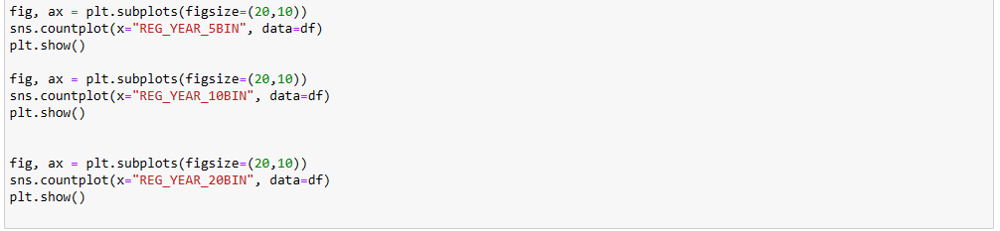 fig, ax = plt.subplots(figsize=(20,10))
sns.countplot(x="REG_YEAR_5BIN", data=df)
plt.show()
fig, ax = plt.subplots(figsize=(20,10))
sns.countplot(x="REG_YEAR_10BIN", data=df)
plt.show()
fig, ax = plt.subplots(figsize=(20,10))
sns.countplot(x="REG_YEAR_20BIN", data=df)
plt.show()